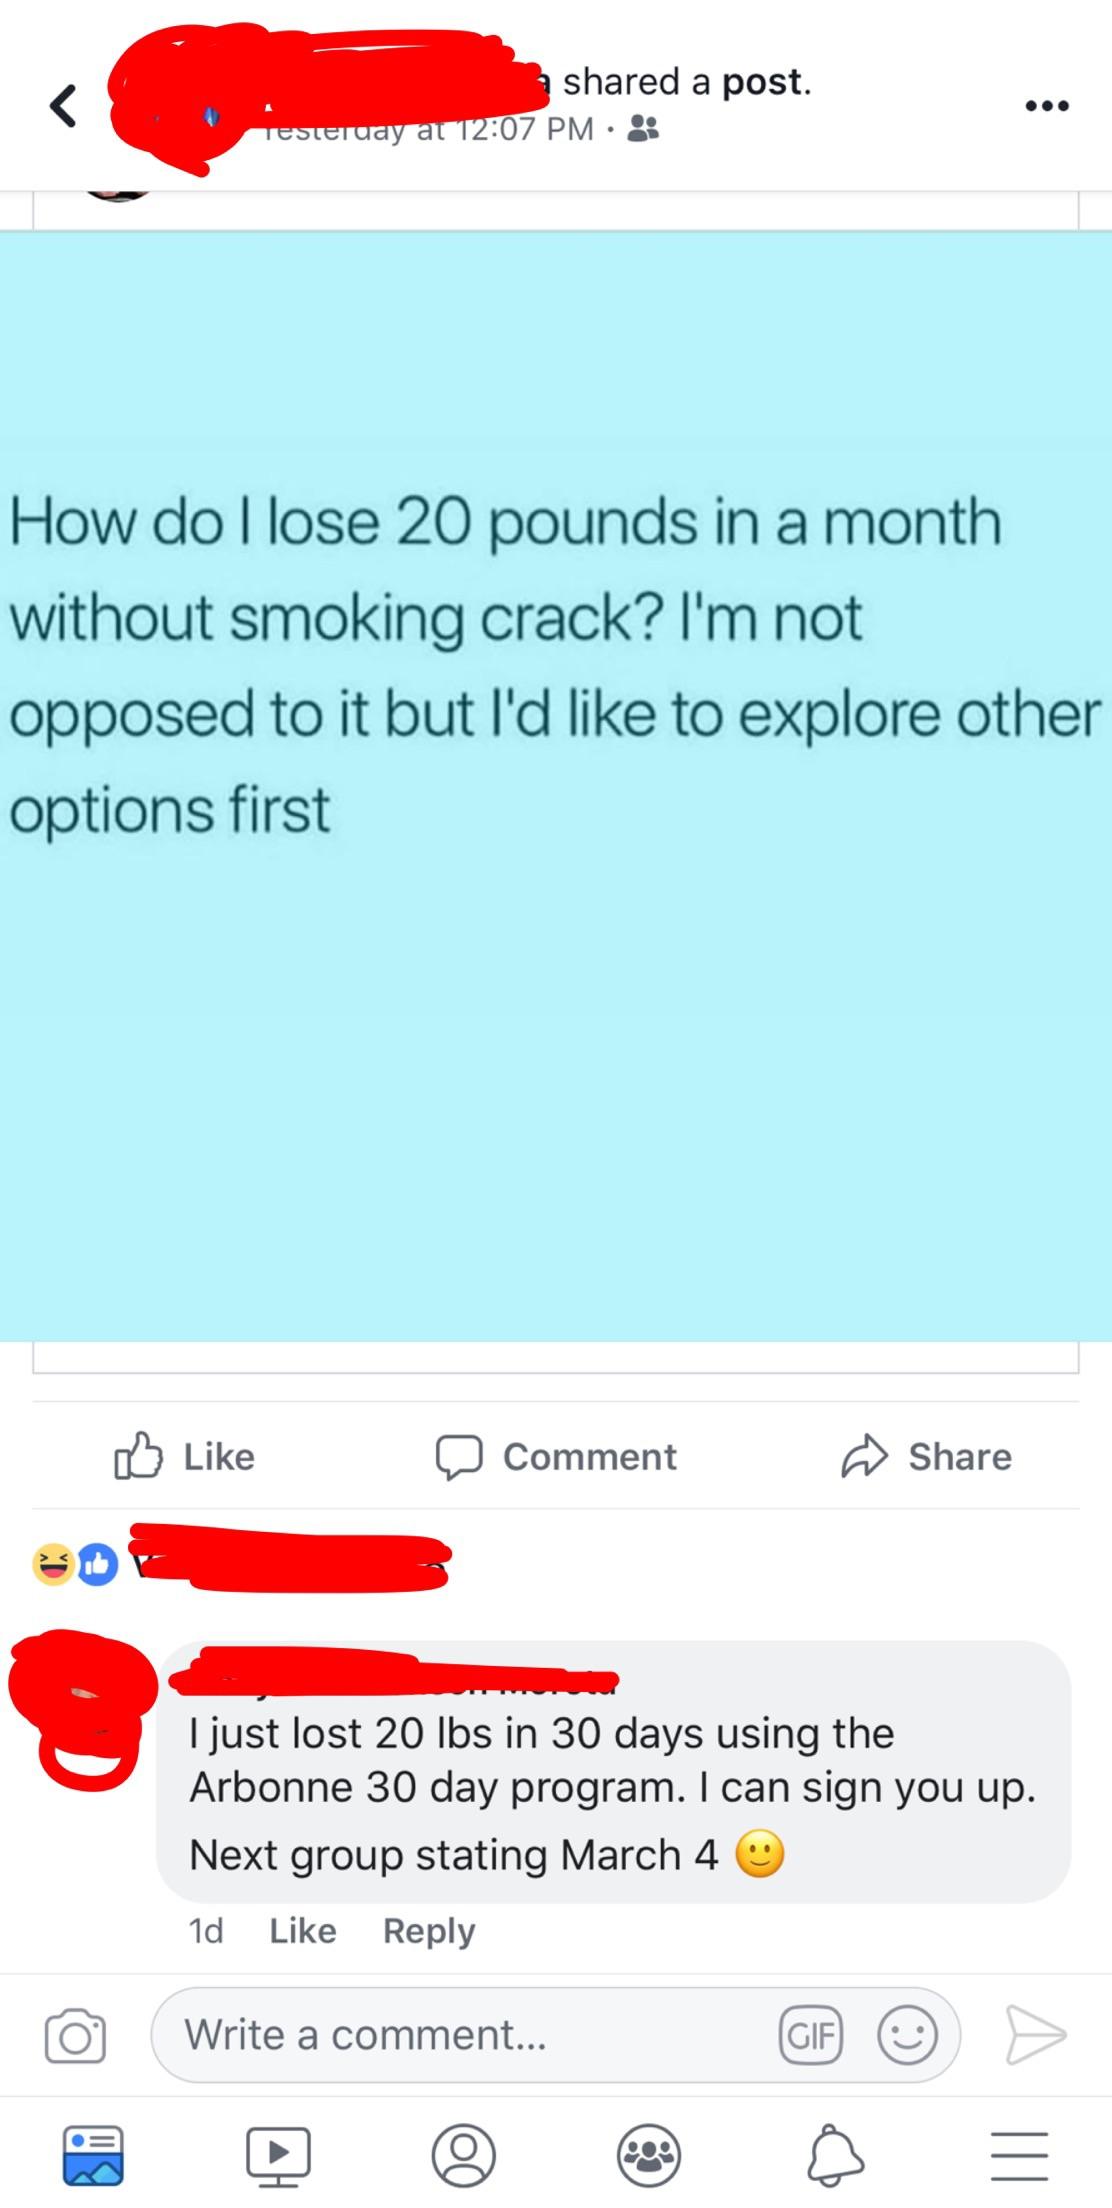 shared a post.
Yesterday at 12:07 PM ·
How do I lose 20 pounds in a month
without smoking crack? I'm not
opposed to it but I'd like to explore other
options first
Like Comment Share
I just lost 20 lbs in 30 days using the
Arbonne 30 day program. I can sign you up.
Next group stating March 4 🙂
1d Like Reply
Write a comment... GIF